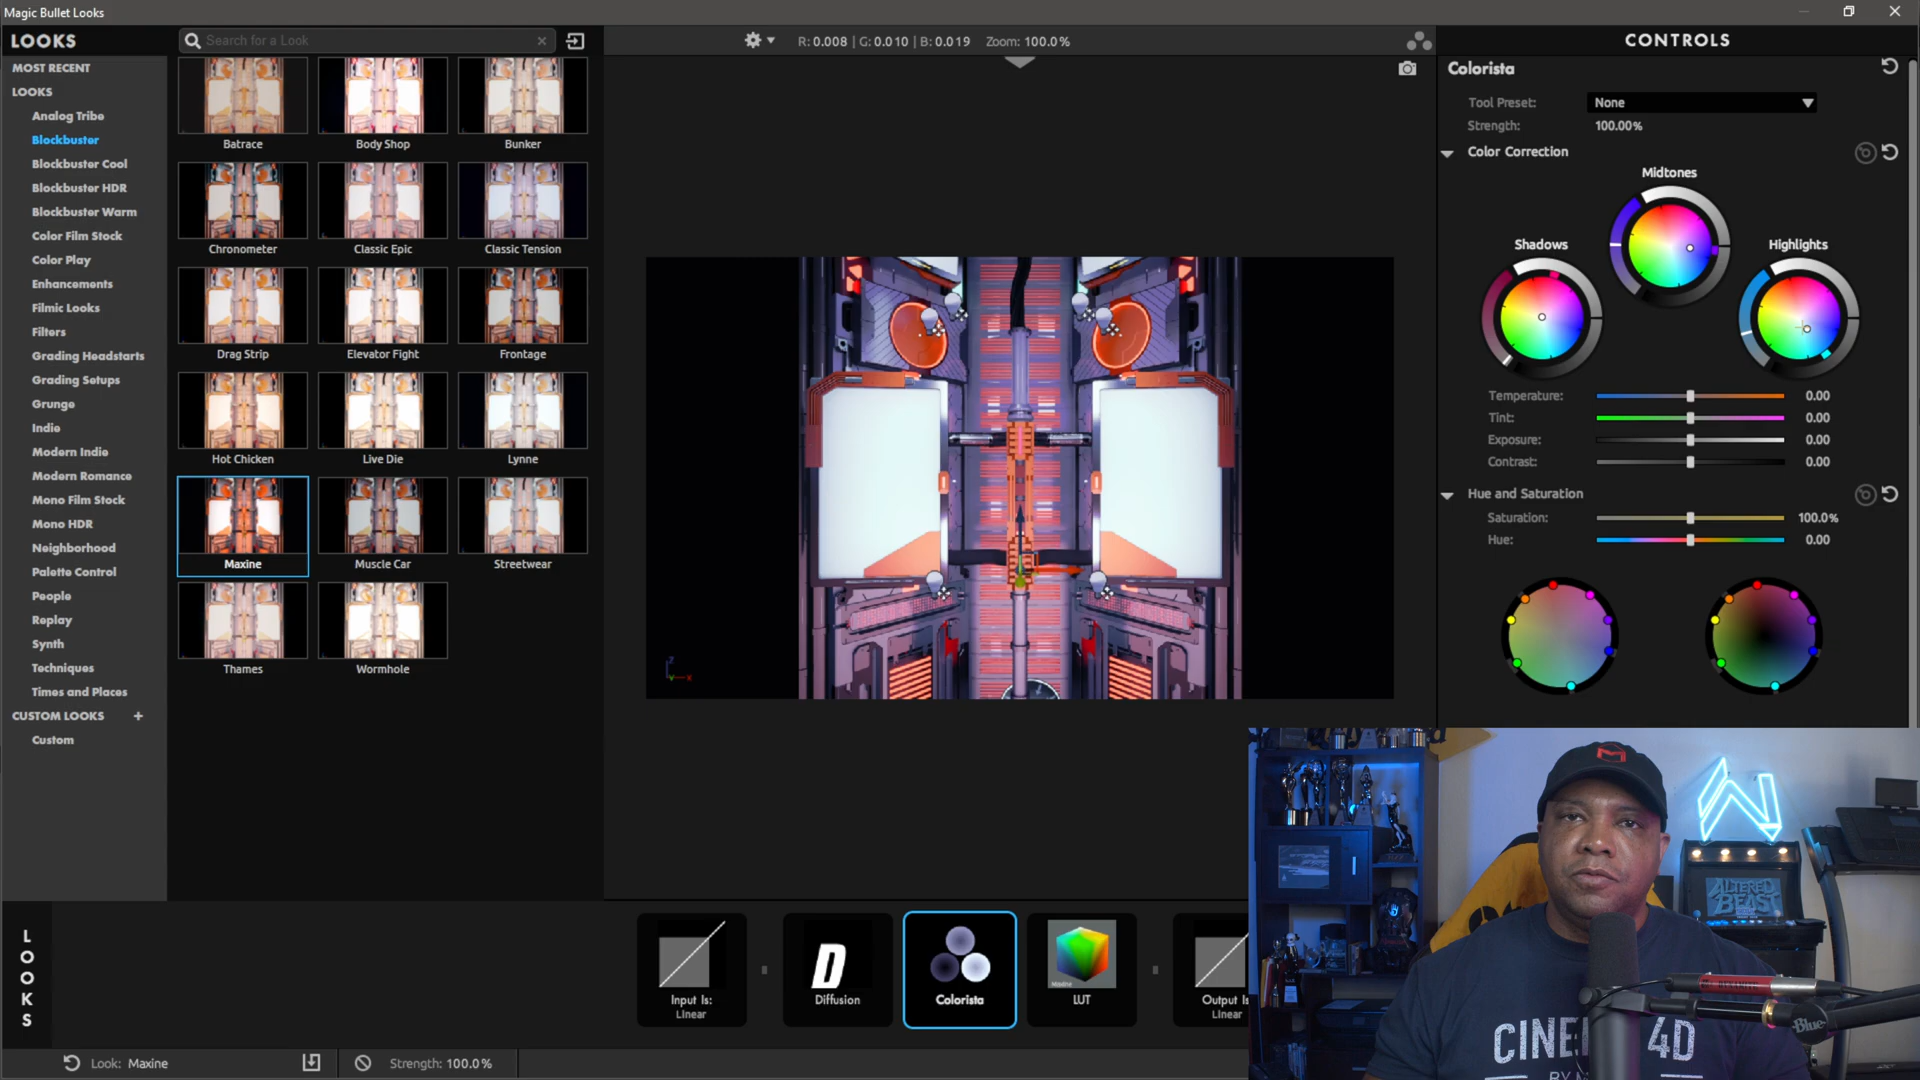 Magic Bullet Looks
LOOKS
Search for a Look
R: 0.008 | G: 0.010 | B: 0.019 Zoom: 100.0%
CONTROLS
MOST RECENT
LOOKS
Analog Tribe
Blockbuster
Blockbuster Cool
Blockbuster HDR
Blockbuster Warm
Color Film Stock
Color Play
Enhancements
Filmic Looks
Filters
Grading Headstarts
Grading Setups
Grunge
Indie
Modern Indie
Modern Romance
Mono Film Stock
Mono HDR
Neighborhood
Palette Control
People
Replay
Synth
Techniques
Times and Places
CUSTOM LOOKS +
Custom
Batrace
Body Shop
Bunker
Chronometer
Classic Epic
Classic Tension
Drag Strip
Elevator Fight
Frontage
Hot Chicken
Live Die
Lynne
Maxine
Muscle Car
Streetwear
Thames
Wormhole
Colorista
Tool Preset: None
Strength: 100.00%
Color Correction
Midtones
Shadows
Highlights
Temperature: 0.00
Tint: 0.00
Exposure: 0.00
Contrast: 0.00
Hue and Saturation
Saturation: 100.0%
Hue: 0.00
LOOKS
Input Is:
Linear
D
Diffusion
Colorista
Maxine
LUT
Output Is
Linear
Look: Maxine
Strength: 100.0%
ALTERED
BEAST
Blue
CINE 4D